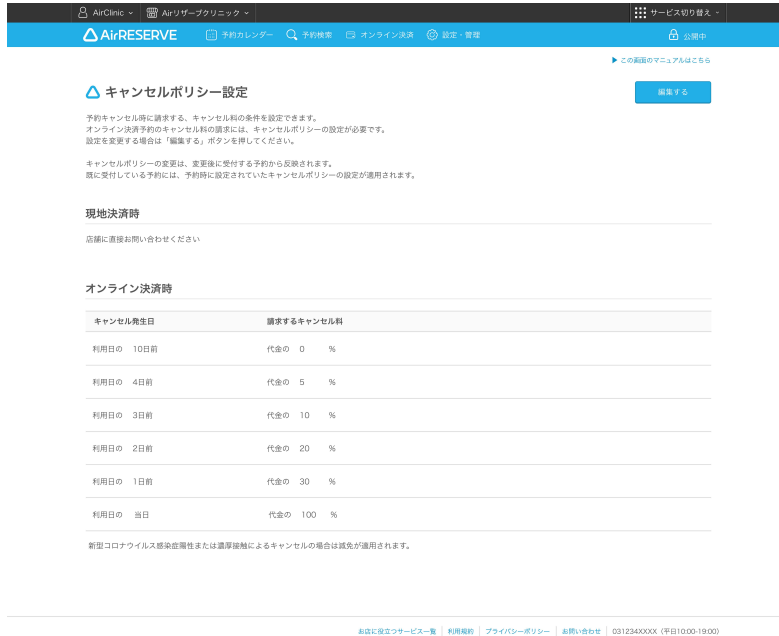 AirClinic
Airリザーブクリニック
サービス切り替え
AirRESERVE
予約カレンダー
予約検索
オンライン決済
設定・管理
公開中
▶ この画面のマニュアルはこちら
キャンセルポリシー設定
編集する
予約キャンセル時に請求する、キャンセル料の条件を設定できます。
オンライン決済予約のキャンセル料の請求には、キャンセルポリシーの設定が必要です。
設定を変更する場合は「編集する」ボタンを押してください。
キャンセルポリシーの変更は、変更後に受付する予約から反映されます。
既に受付している予約には、予約時に設定されていたキャンセルポリシーの設定が適用されます。
現地決済時
店舗に直接お問い合わせください
オンライン決済時
キャンセル発生日 請求するキャンセル料
利用日の 10日前 代金の 0 %
利用日の 4日前 代金の 5 %
利用日の 3日前 代金の 10 %
利用日の 2日前 代金の 20 %
利用日の 1日前 代金の 30 %
利用日の 当日 代金の 100 %
新型コロナウイルス感染症陽性または濃厚接触によるキャンセルの場合は減免が適用されます。
お店に役立つサービス一覧 | 利用規約 | プライバシーポリシー | お問い合わせ | 031234XXXX（平日10:00-19:00）